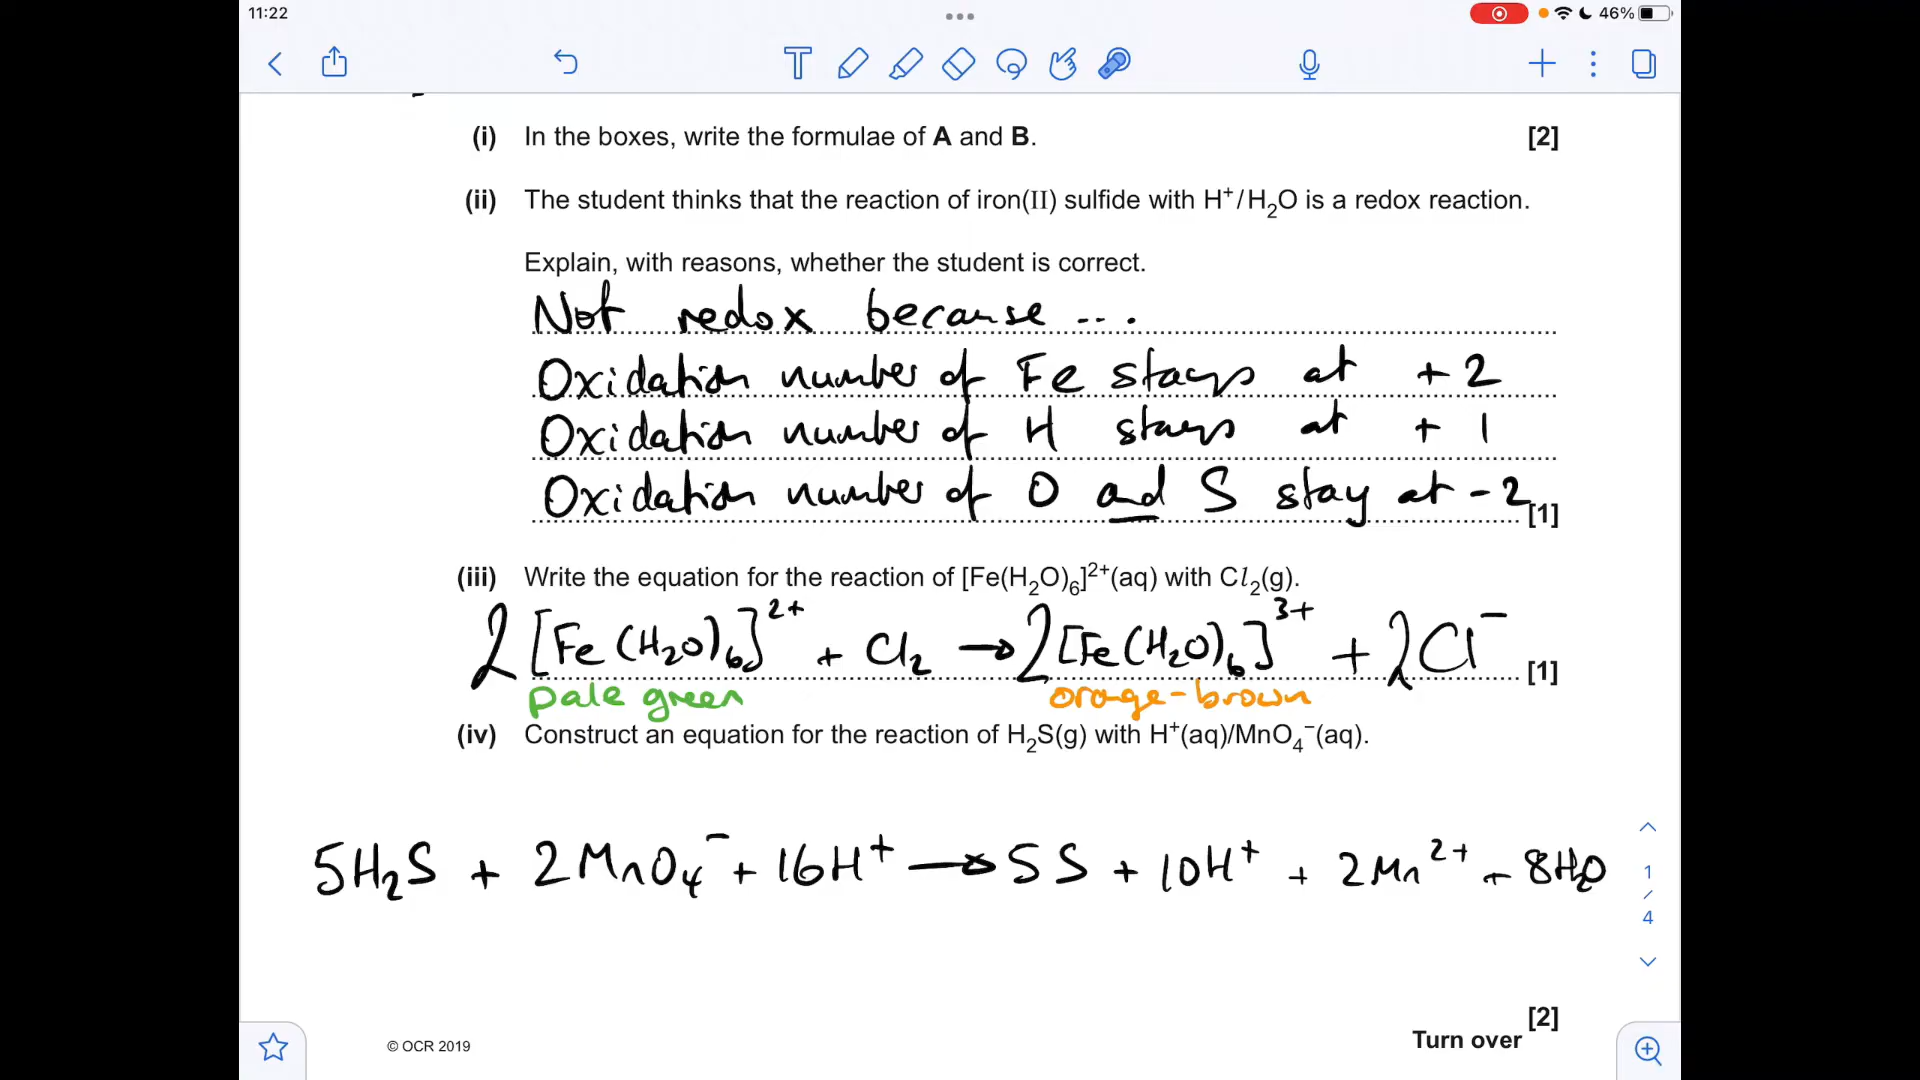 11:22
46%
(i) In the boxes, write the formulae of A and B. [2]
(ii) The student thinks that the reaction of iron(II) sulfide with H⁺/H₂O is a redox reaction.
Explain, with reasons, whether the student is correct.
Not redox because ...
Oxidation number of Fe stays at +2
Oxidation number of H stays at +1
Oxidation number of O and S stay at -2
[1]
(iii) Write the equation for the reaction of [Fe(H₂O)₆]²⁺(aq) with Cl₂(g).
2[Fe(H₂O)₆]²⁺ + Cl₂ → 2[Fe(H₂O)₆]³⁺ + 2Cl⁻ [1]
pale green orange-brown
(iv) Construct an equation for the reaction of H₂S(g) with H⁺(aq)/MnO₄⁻(aq).
5H₂S + 2MnO₄⁻ + 16H⁺ → 5S + 10H⁺ + 2Mn²⁺ + 8H₂O
1
/
4
[2]
© OCR 2019 Turn over